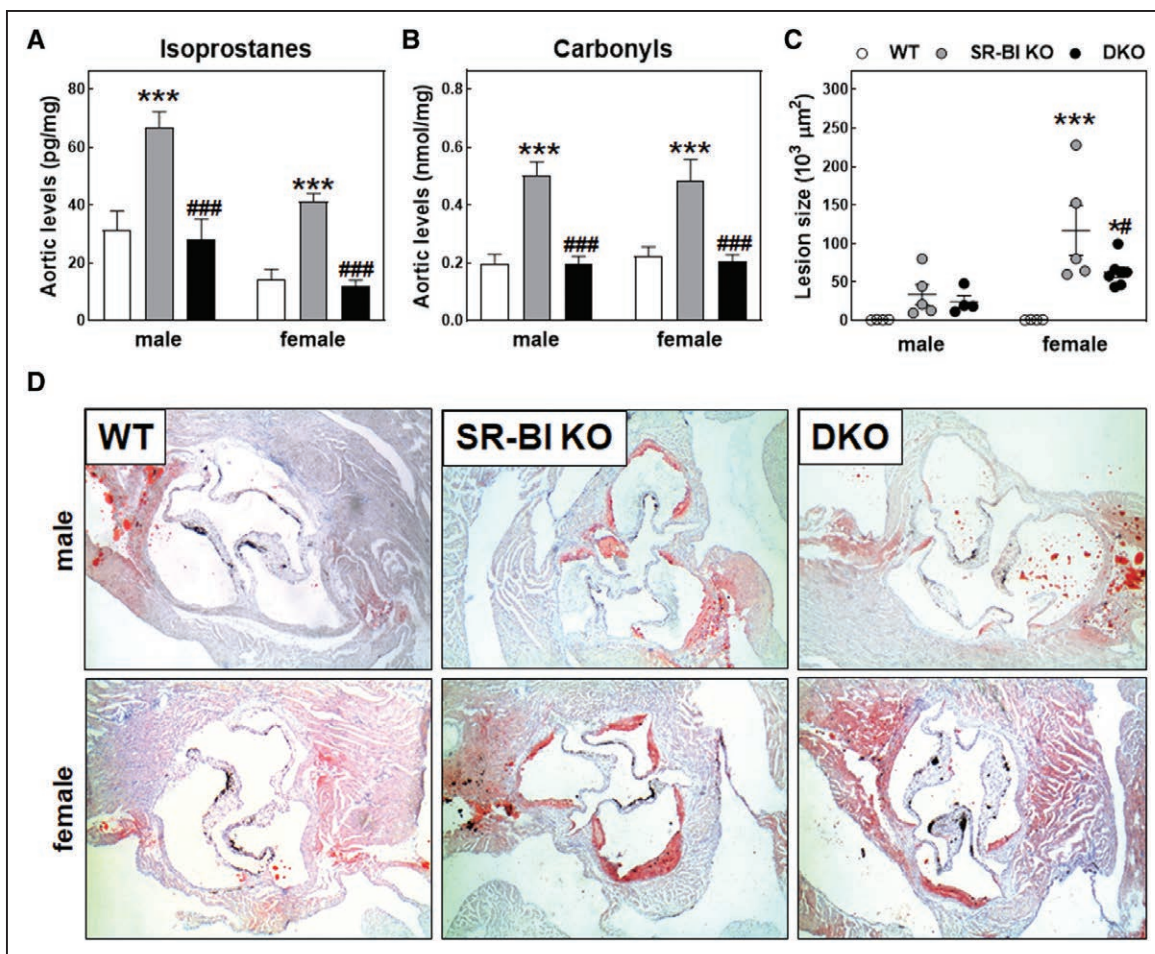 A Isoprostanes
Aortic levels (pg/mg)
80
60
40
20
0
***
###
***
###
male female
B Carbonyls
Aortic levels (nmol/mg)
0.8
0.6
0.4
0.2
0.0
***
###
***
###
male female
C
WT SR-BI KO DKO
Lesion size (10³ μm²)
300
250
200
150
100
50
0
***
*#
male female
D
WT SR-BI KO DKO
male
female